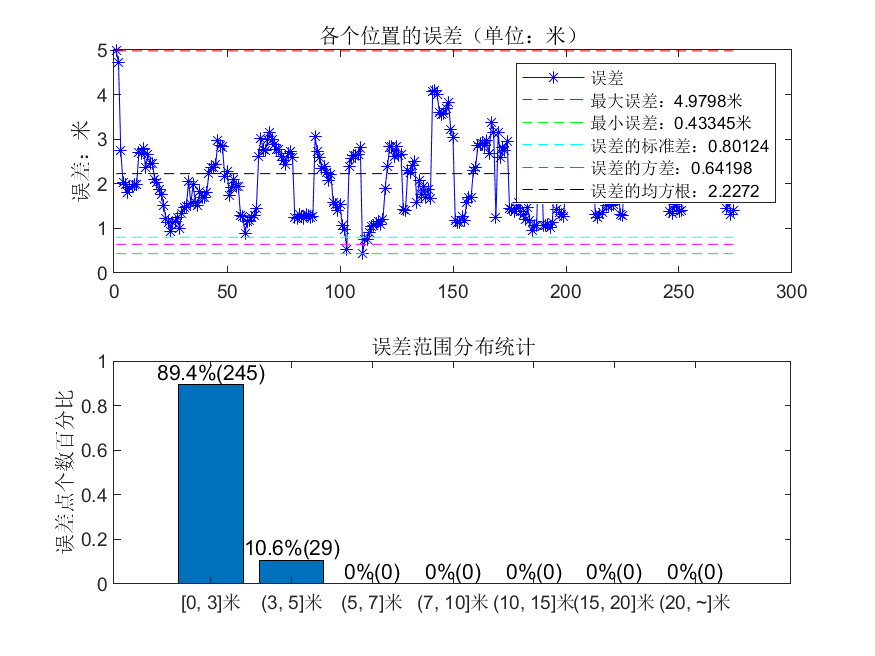 各个位置的误差（单位：米）
5
4
3
2
1
0
误差：米
误差
最大误差：4.9798米
最小误差：0.43345米
误差的标准差：0.80124
误差的方差：0.64198
误差的均方根：2.2272
0 50 100 150 200 250 300
误差范围分布统计
1
0.8
0.6
0.4
0.2
0
误差点个数百分比
89.4%(245)
10.6%(29)
0%(0) 0%(0) 0%(0) 0%(0) 0%(0)
[0, 3]米 (3, 5]米 (5, 7]米 (7, 10]米 (10, 15]米 (15, 20]米 (20, ~]米